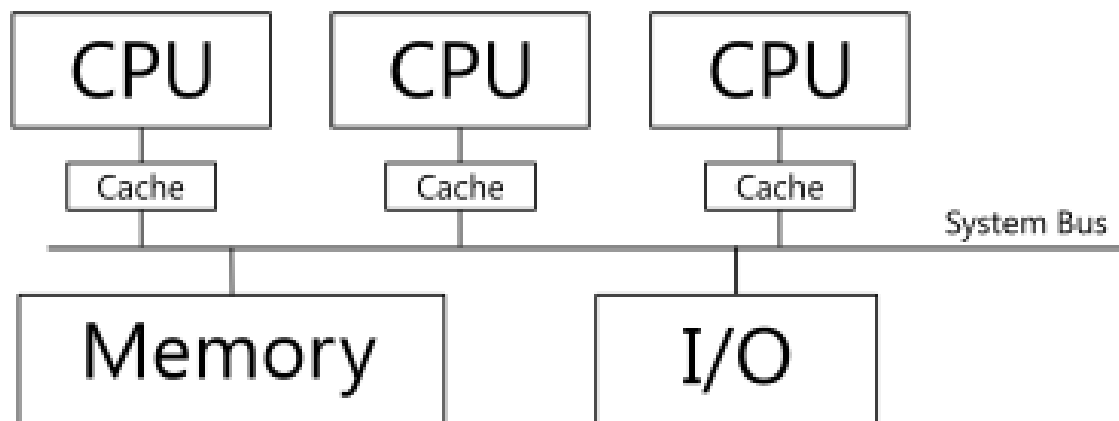 CPU
CPU
CPU
Cache
Cache
Cache
System Bus
Memory
I/O